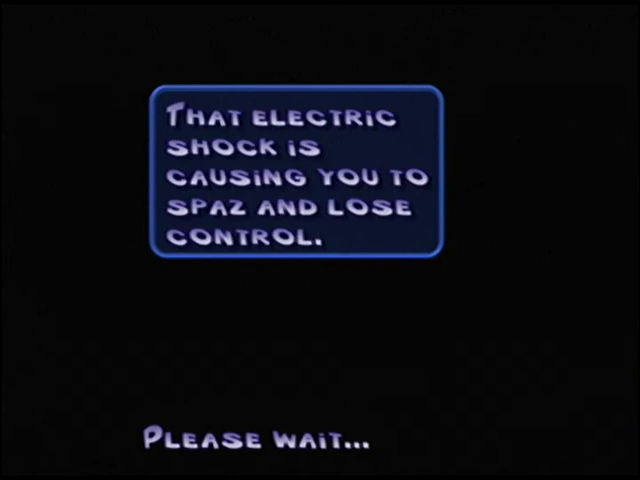 That electric
shock is
causing you to
spaz and lose
control.
Please wait...